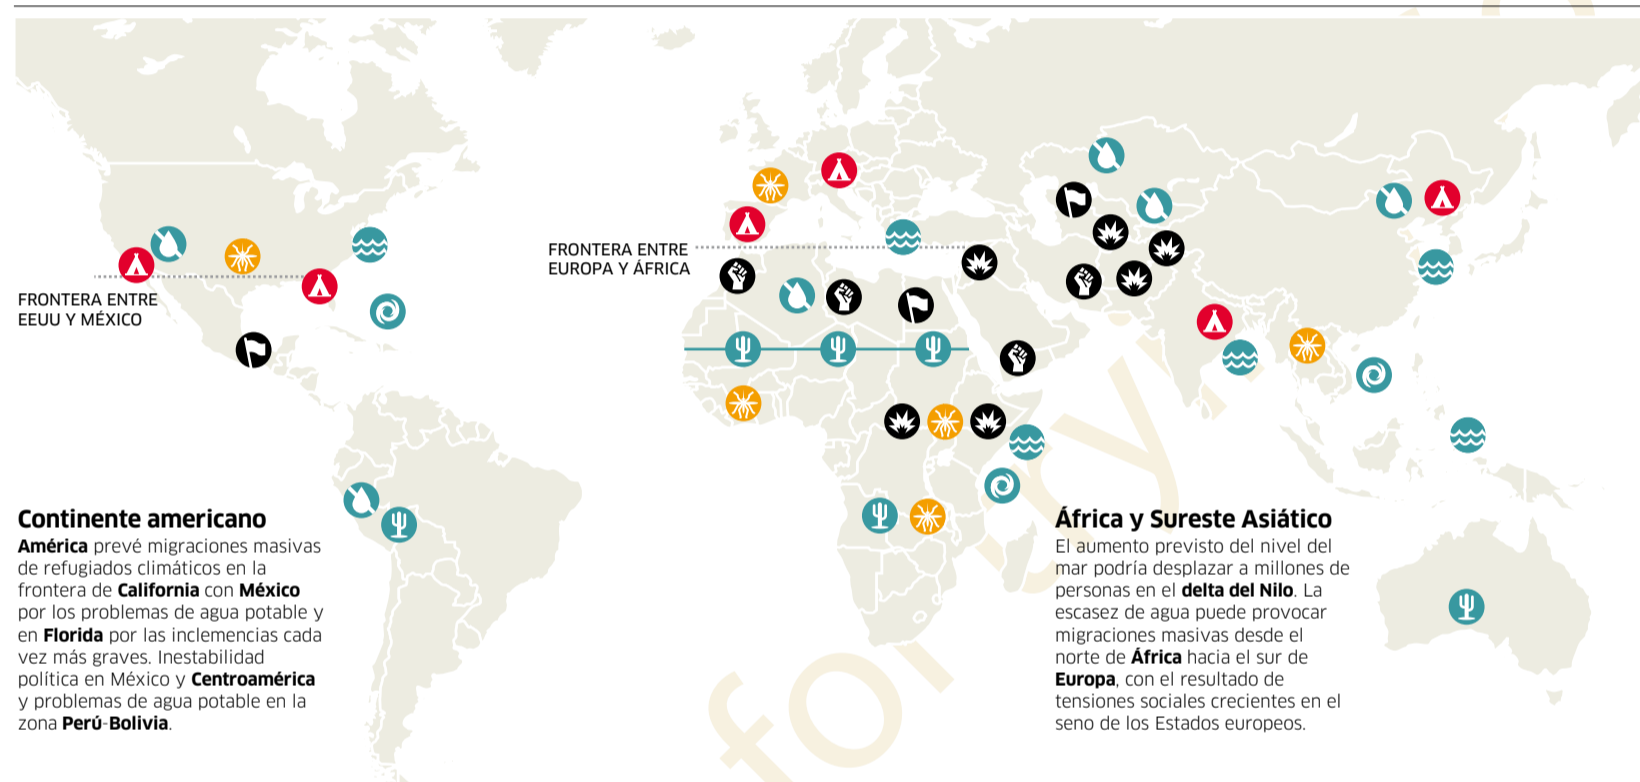 FRONTERA ENTRE
EEUU Y MÉXICO
FRONTERA ENTRE
EUROPA Y ÁFRICA
Continente americano
América prevé migraciones masivas
de refugiados climáticos en la
frontera de California con México
por los problemas de agua potable y
en Florida por las inclemencias cada
vez más graves. Inestabilidad
política en México y Centroamérica
y problemas de agua potable en la
zona Perú-Bolivia.
África y Sureste Asiático
El aumento previsto del nivel del
mar podría desplazar a millones de
personas en el delta del Nilo. La
escasez de agua puede provocar
migraciones masivas desde el
norte de África hacia el sur de
Europa, con el resultado de
tensiones sociales crecientes en el
seno de los Estados europeos.